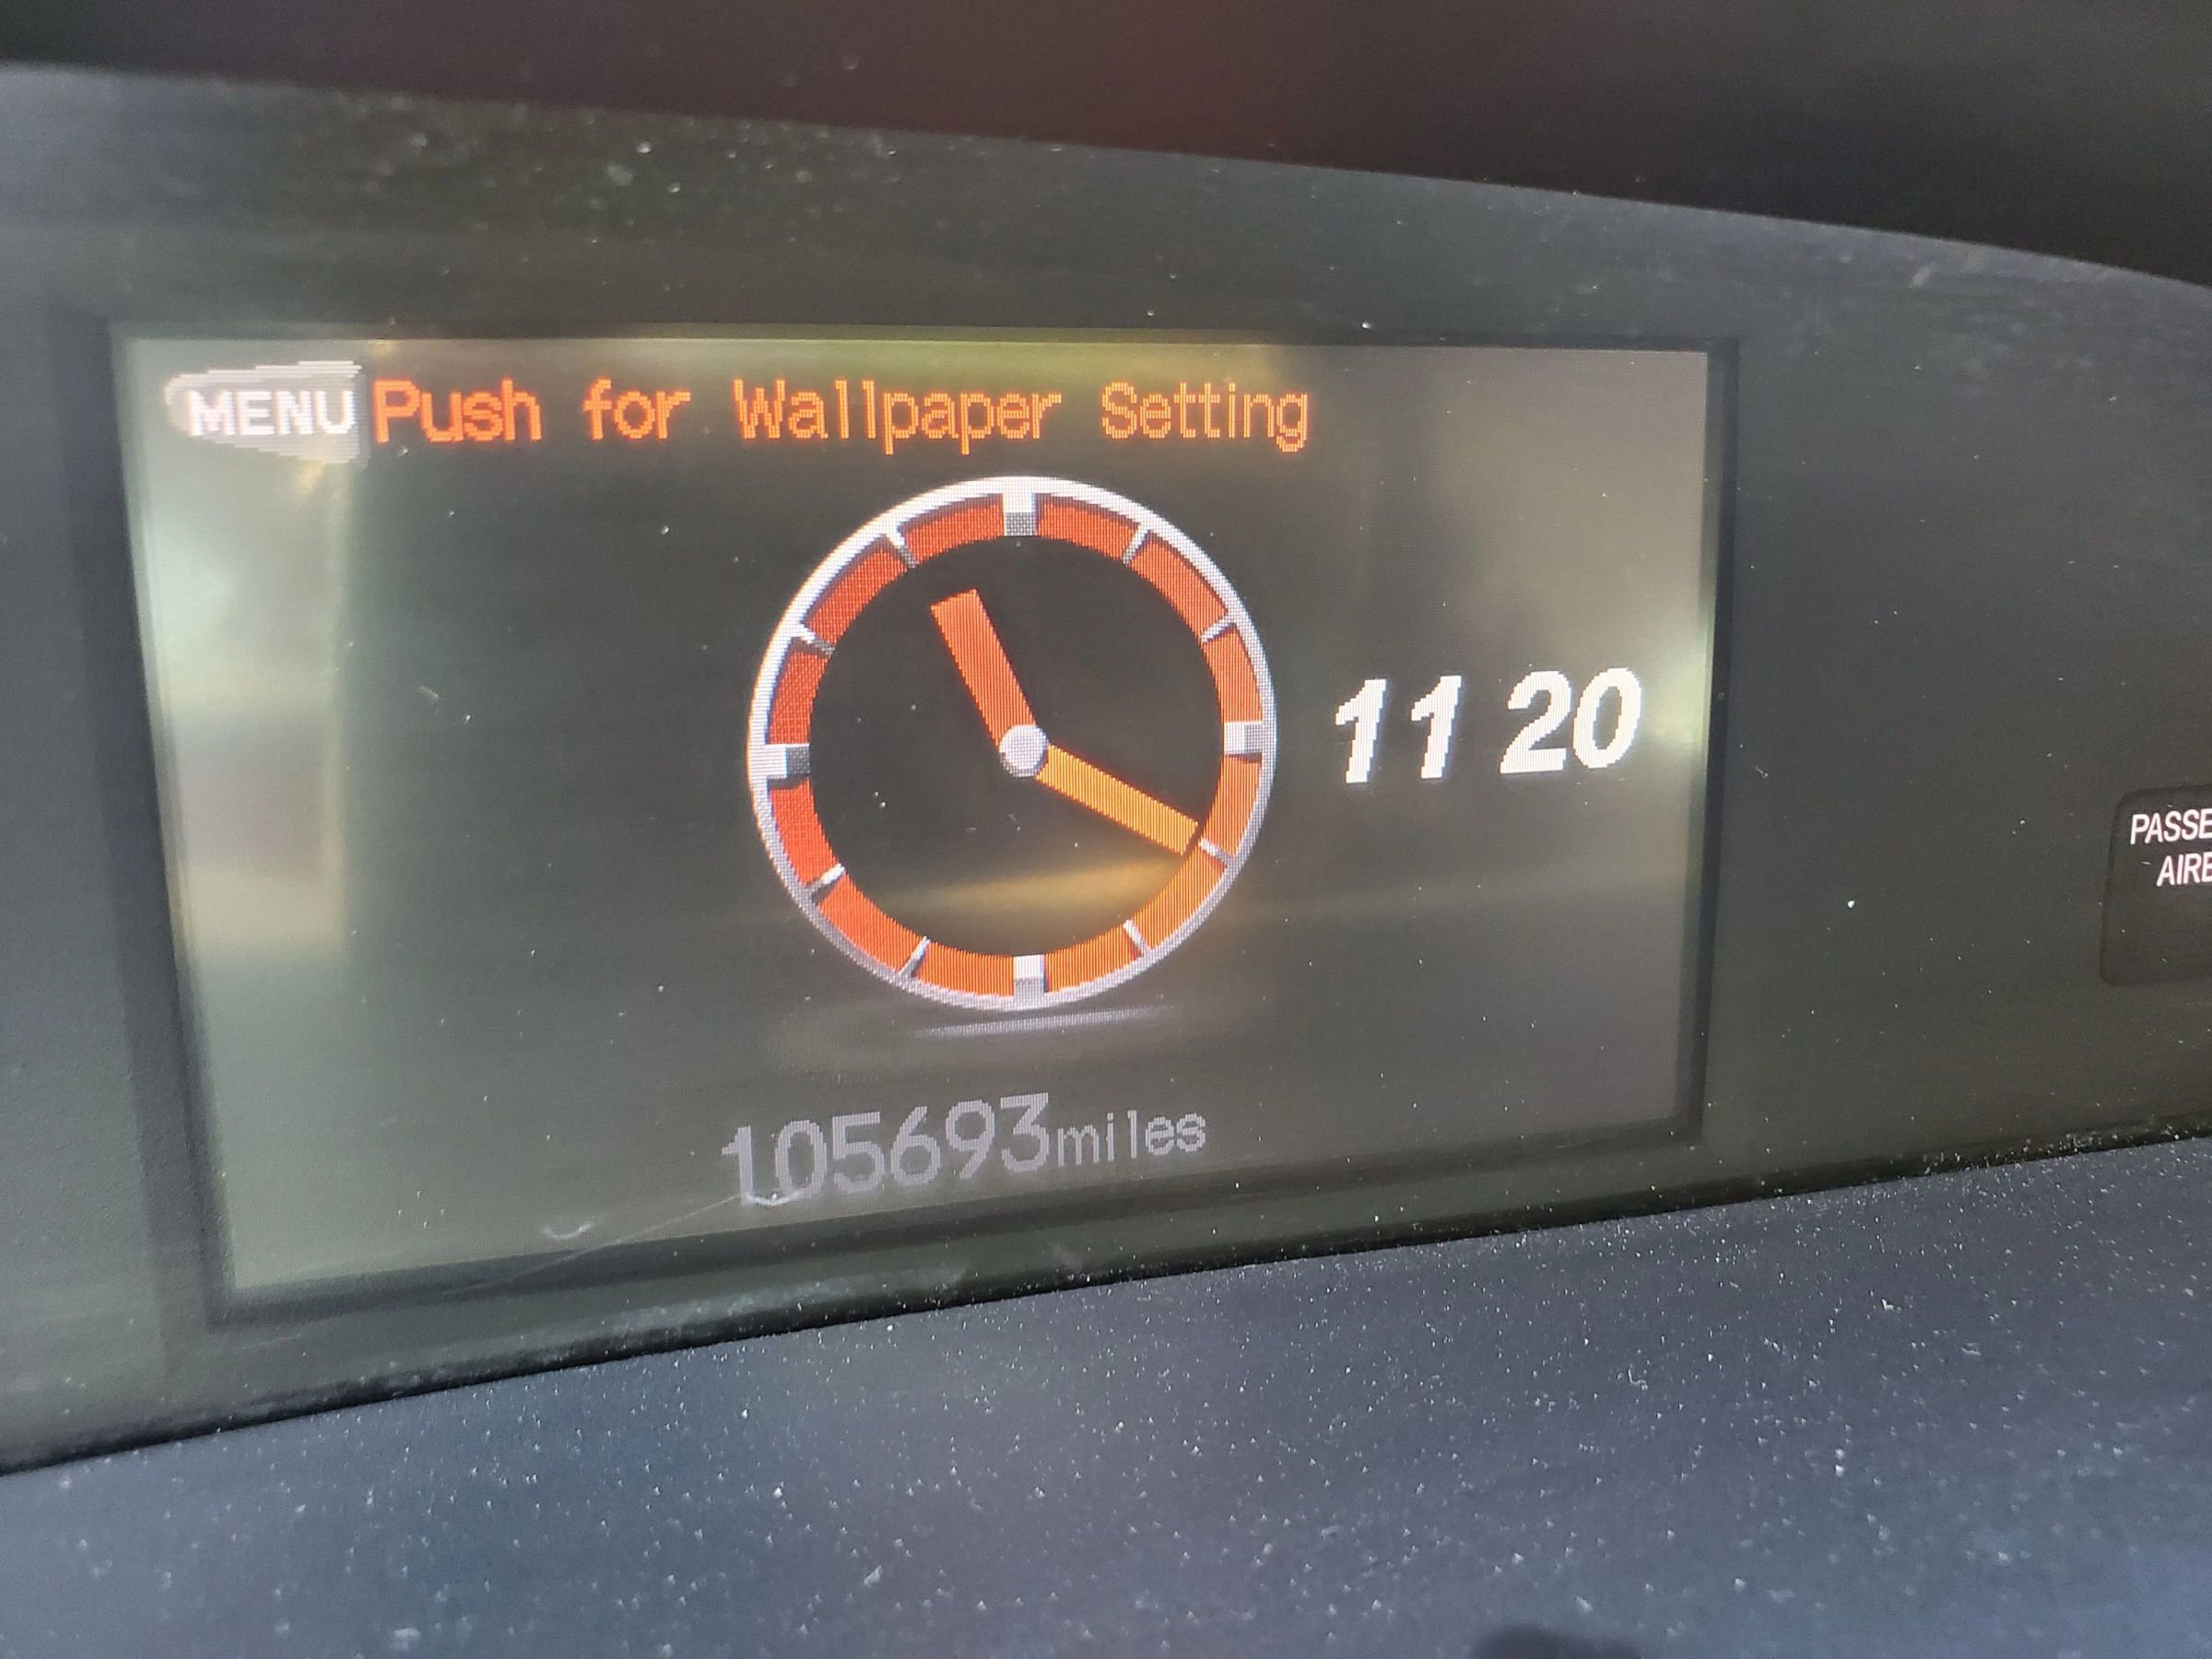 MENU Push for Wallpaper Setting
11 20
105693miles